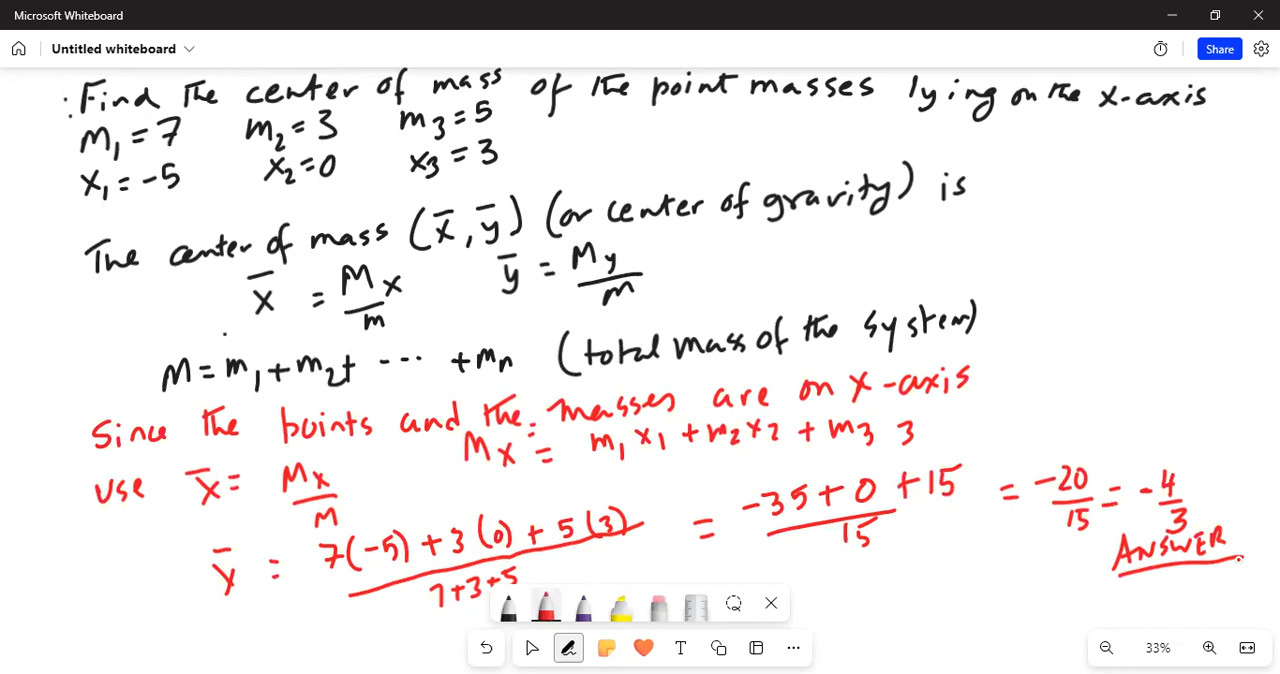 Microsoft Whiteboard
Untitled whiteboard
Share
Find the center of mass of the point masses lying on the x-axis
m₁ = 7 m₂ = 3 m₃ = 5
x₁ = -5 x₂ = 0 x₃ = 3
The center of mass (x̄, ȳ) (or center of gravity) is
x̄ = Mx/m ȳ = My/m
M = m₁ + m₂ + ... + mn (total mass of the system)
Since the points and the masses are on x-axis
Mx = m₁x₁ + m₂x₂ + m₃ 3
use x̄ = Mx/M
x̄ = 7(-5) + 3(0) + 5(3) / 7+3+5 = -35 + 0 + 15 / 15 = -20/15 = -4/3
ANSWER
T
33%